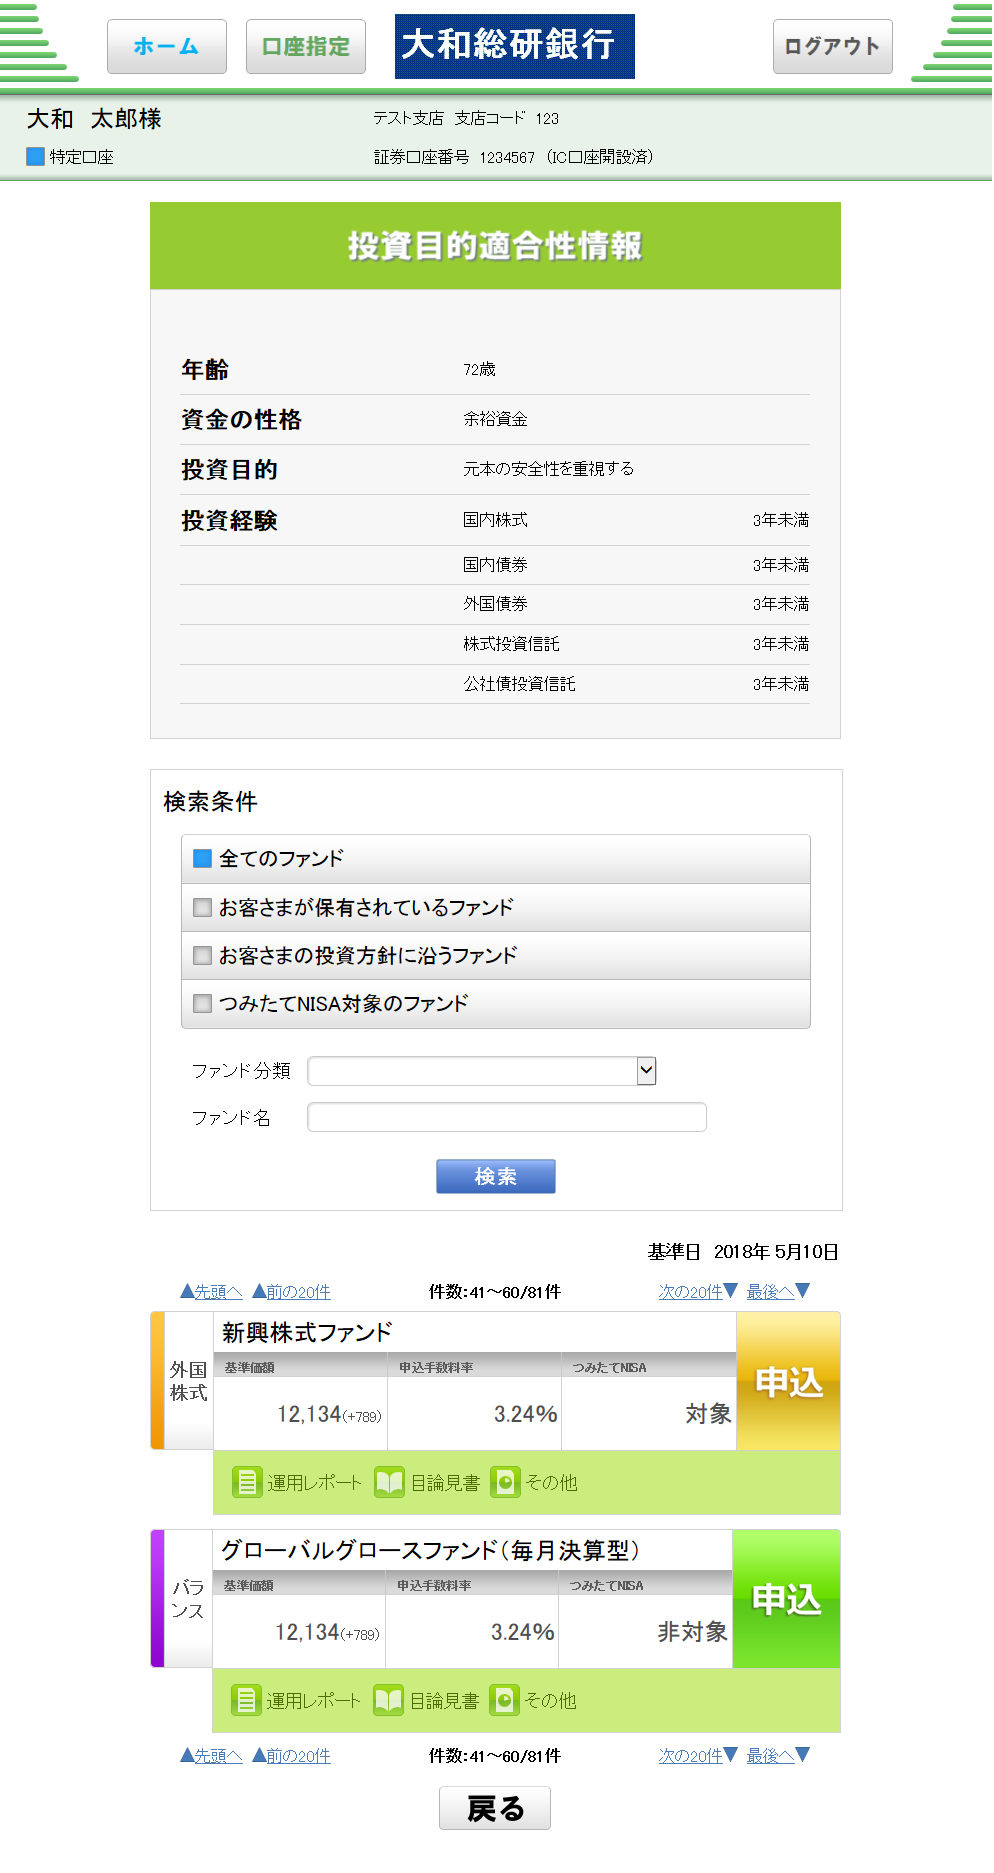 ホーム 口座指定 大和総研銀行 ログアウト
大和　太郎様 テスト支店 支店コード 123
特定口座 証券口座番号 1234567 (IC口座開設済)
投資目的適合性情報
年齢 72歳
資金の性格 余裕資金
投資目的 元本の安全性を重視する
投資経験 国内株式 3年未満
国内債券 3年未満
外国債券 3年未満
株式投資信託 3年未満
公社債投資信託 3年未満
検索条件
全てのファンド
お客さまが保有されているファンド
お客さまの投資方針に沿うファンド
つみたてNISA対象のファンド
ファンド分類
ファンド名
検索
基準日 2018年 5月10日
▲先頭へ ▲前の20件 件数:41～60/81件 次の20件▼ 最後へ▼
外国株式 新興株式ファンド 申込
基準価額 申込手数料率 つみたてNISA
12,134(+789) 3.24% 対象
運用レポート 目論見書 その他
バランス グローバルグロースファンド(毎月決算型) 申込
基準価額 申込手数料率 つみたてNISA
12,134(+789) 3.24% 非対象
運用レポート 目論見書 その他
▲先頭へ ▲前の20件 件数:41～60/81件 次の20件▼ 最後へ▼
戻る